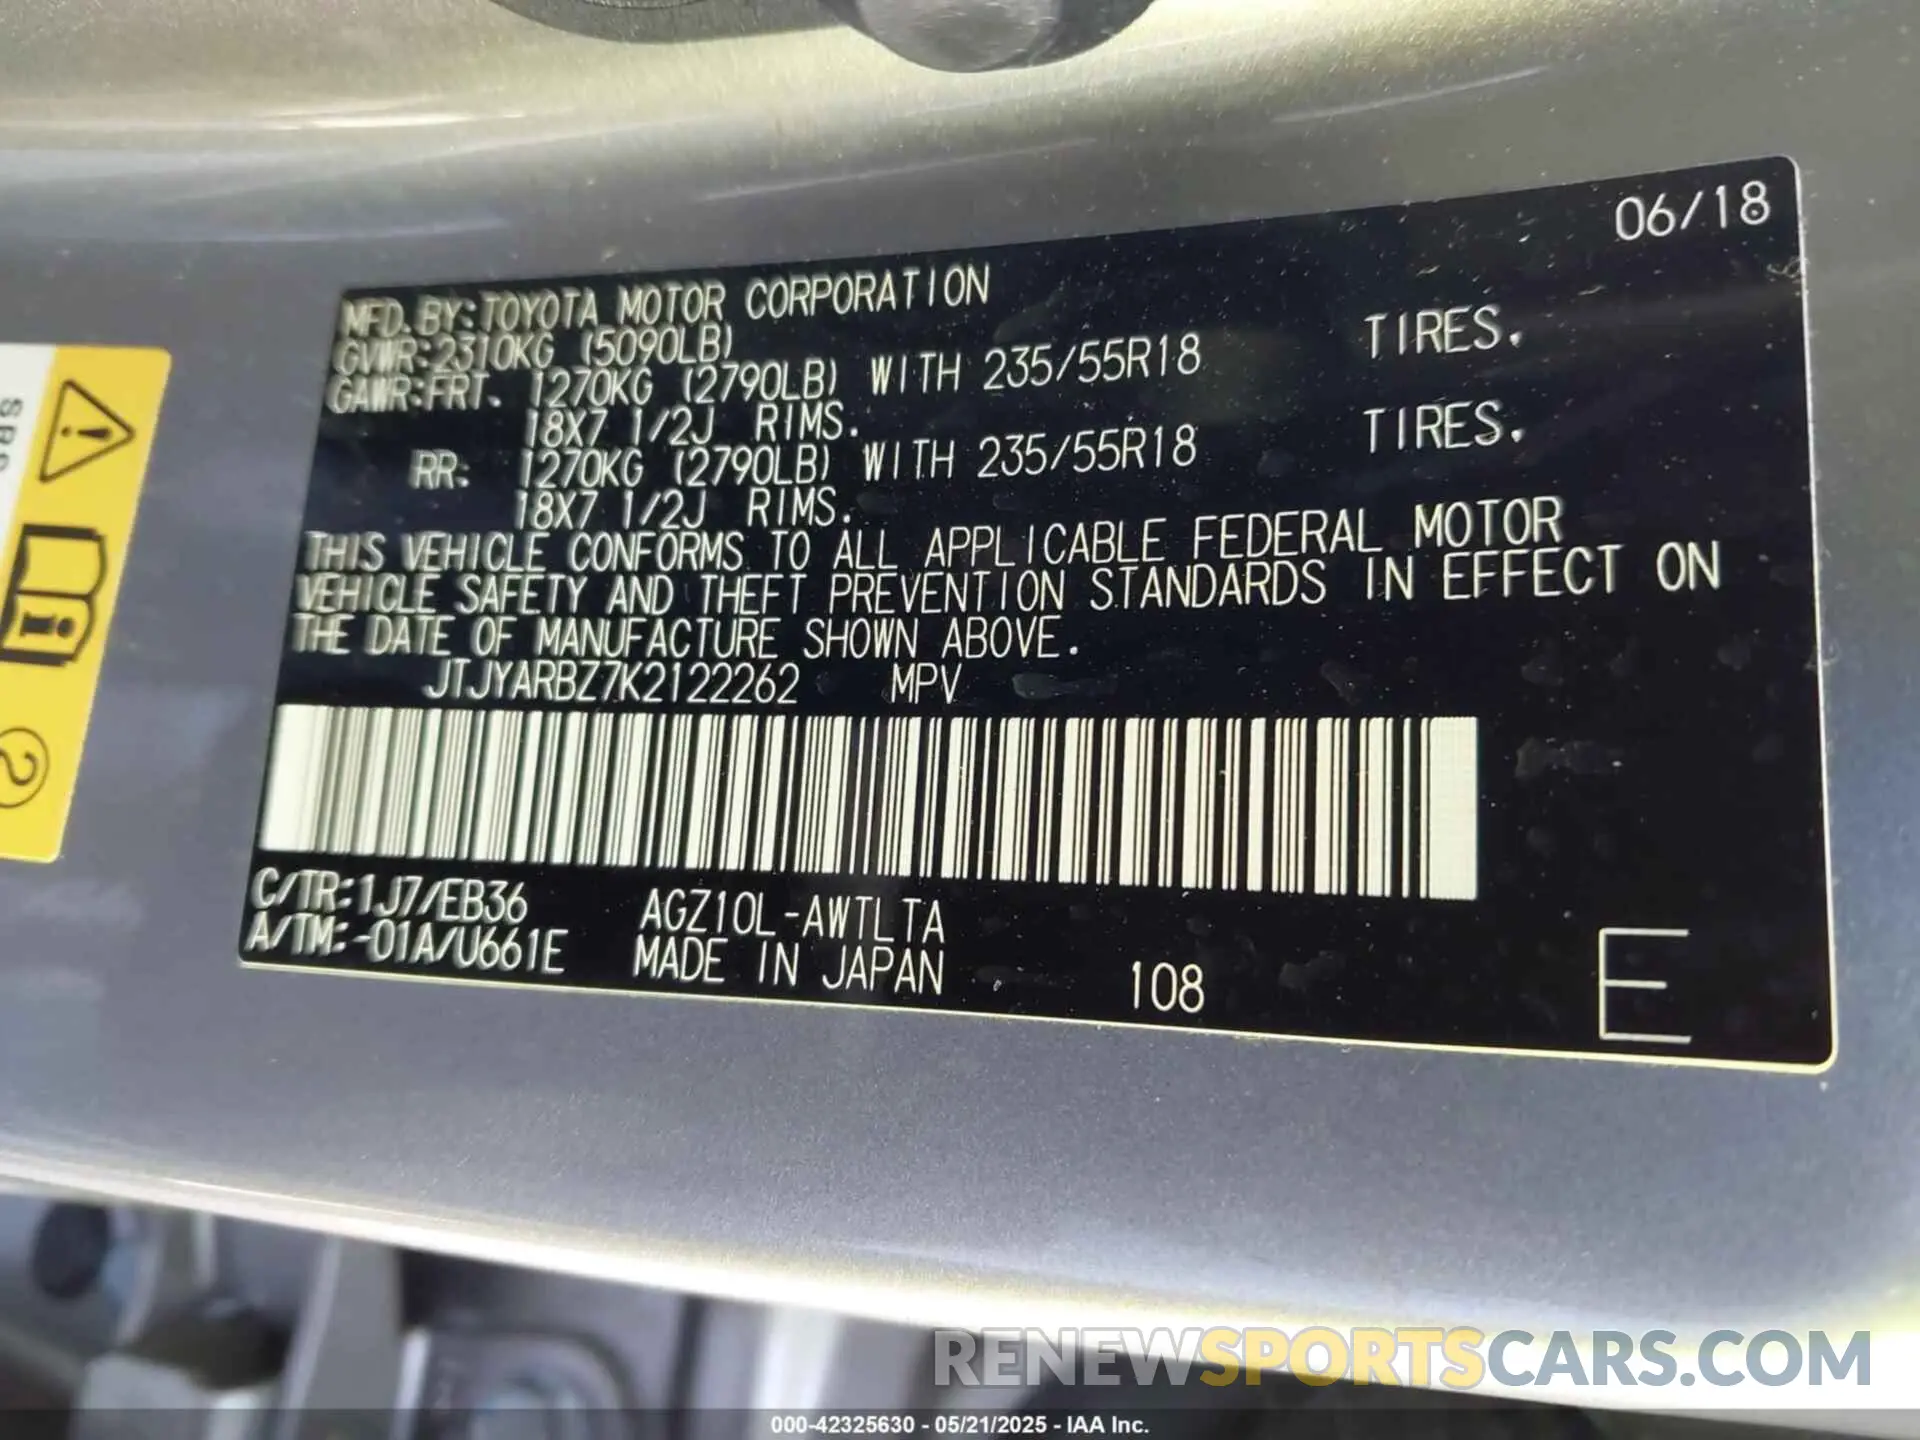 06/18
MFD. BY: TOYOTA MOTOR CORPORATION
GVWR: 2310KG (5090LB)
GAWR: FRT. 1270KG (2790LB) WITH 235/55R18 TIRES.
18X7 1/2J RIMS.
RR: 1270KG (2790LB) WITH 235/55R18 TIRES.
18X7 1/2J RIMS.
THIS VEHICLE CONFORMS TO ALL APPLICABLE FEDERAL MOTOR
VEHICLE SAFETY AND THEFT PREVENTION STANDARDS IN EFFECT ON
THE DATE OF MANUFACTURE SHOWN ABOVE.
JTJYARBZ7K2122262 MPV
C/TR: 1J7/EB36 AGZ10L-AWTLTA
A/TM: -01A/U661E MADE IN JAPAN 108 E
2
RENEWSPORTSCARS.COM
000-42325630 - 05/21/2025 - IAA Inc.